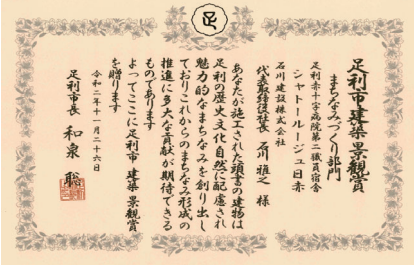 足利市建築景観賞
まちなみづくり部門
足利赤十字病院第二職員宿舎
シャトールージュ日赤
石川建設株式会社
代表取締役社長 石川雅之 様
あなたが施工された頭書の建物は
足利の歴史文化自然に配慮され
魅力的なまちなみを創り出し
ておりこれからのまちなみ形成の
推進に多大な貢献が期待できる
ものであります
よってここに足利市建築景観賞
を贈ります
令和二年十一月二十六日
足利市長 和泉 聡